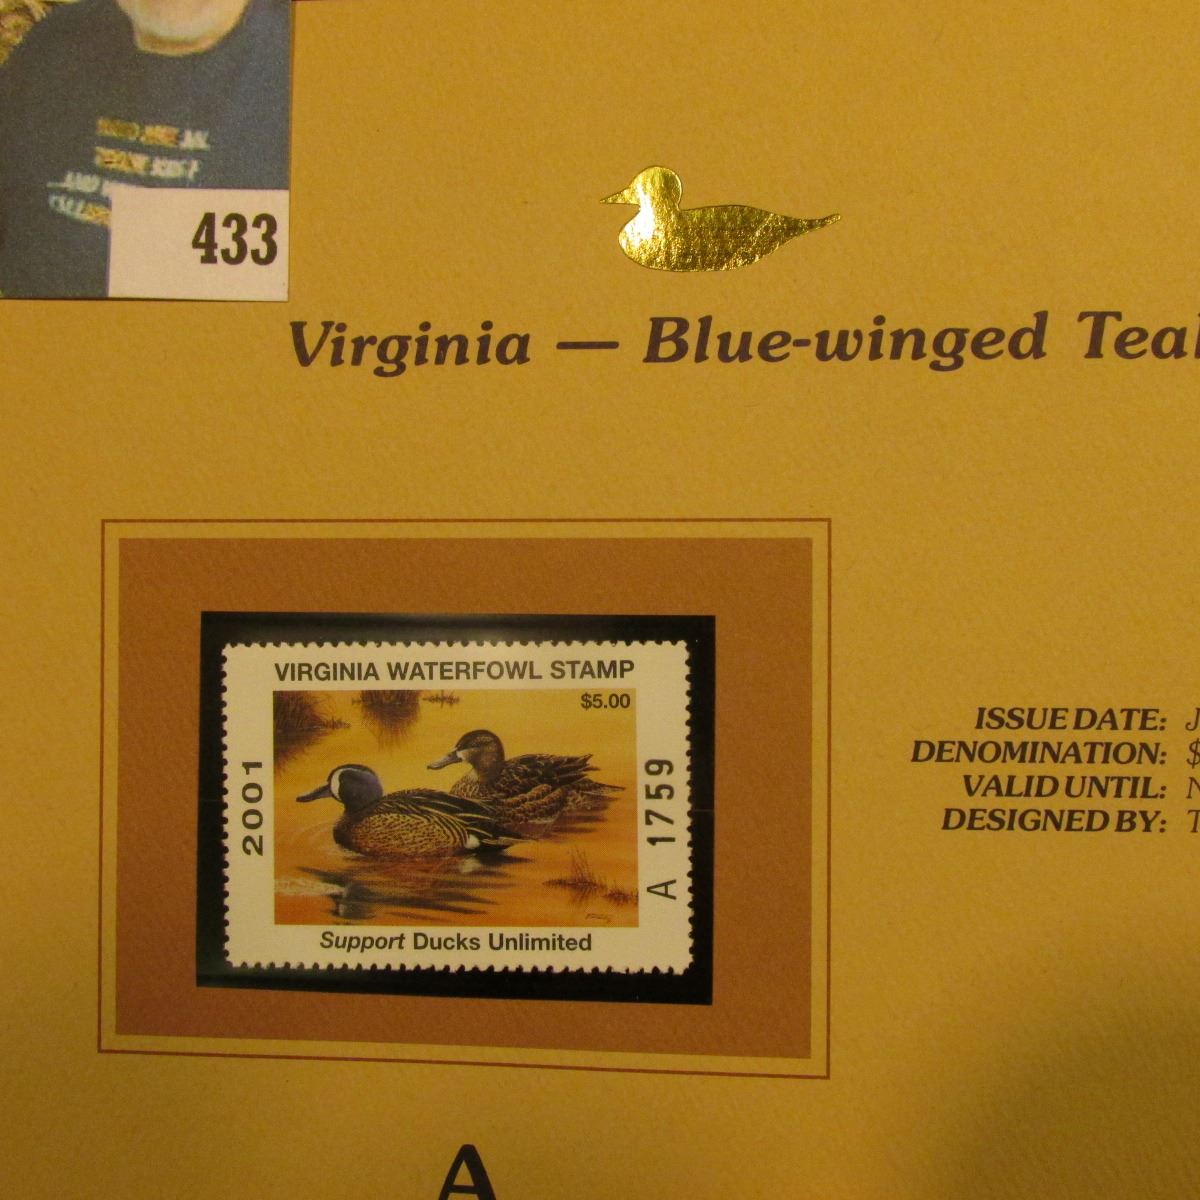 433
Virginia — Blue-winged Teal
VIRGINIA WATERFOWL STAMP
$5.00
2001
A 1759
Support Ducks Unlimited
ISSUE DATE: J
DENOMINATION: $
VALID UNTIL: N
DESIGNED BY: T
A